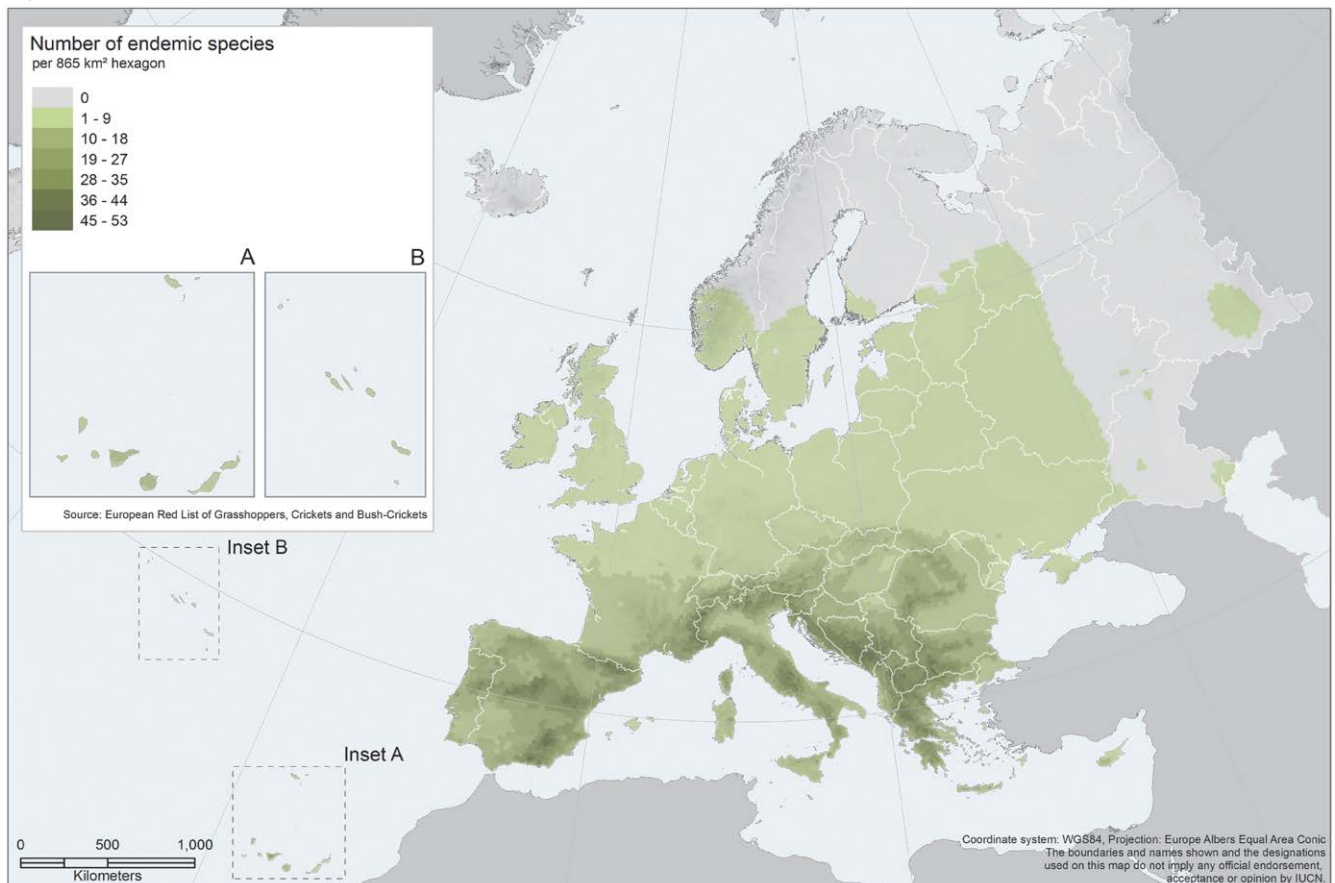 Number of endemic species
per 865 km² hexagon
0
1 - 9
10 - 18
19 - 27
28 - 35
36 - 44
45 - 53
A
B
Source: European Red List of Grasshoppers, Crickets and Bush-Crickets
Inset B
Inset A
0 500 1,000
Kilometers
Coordinate system: WGS84, Projection: Europe Albers Equal Area Conic
The boundaries and names shown and the designations
used on this map do not imply any official endorsement,
acceptance or opinion by IUCN.